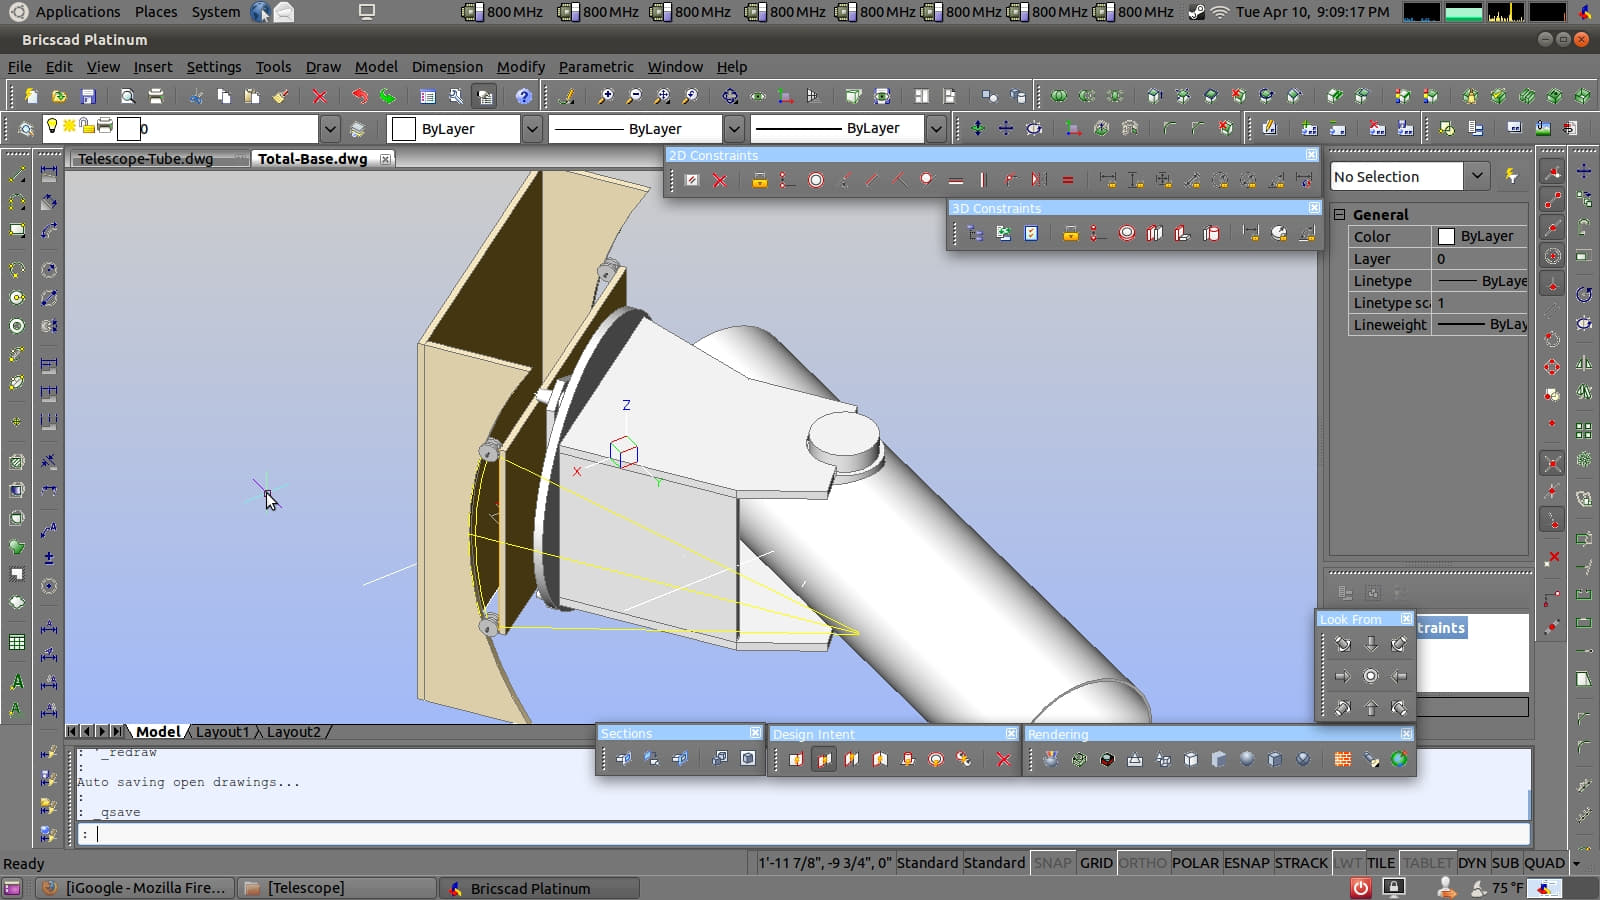 Applications Places System 800 MHz 800 MHz 800 MHz 800 MHz 800 MHz 800 MHz 800 MHz 800 MHz Tue Apr 10, 9:09:17 PM
Bricscad Platinum
File Edit View Insert Settings Tools Draw Model Dimension Modify Parametric Window Help
0 ByLayer ByLayer ByLayer
Telescope-Tube.dwg Total-Base.dwg
2D Constraints
No Selection
3D Constraints
General
Color ByLayer
Layer 0
Linetype ByLaye
Linetype sc 1
Lineweight ByLay
Z
X
Y
Look From
traints
Model Layout1 Layout2
Sections
Design Intent
Rendering
: '_redraw
:
Auto saving open drawings...
:
: _qsave
:
Ready
1'-11 7/8", -9 3/4", 0" Standard Standard SNAP GRID ORTHO POLAR ESNAP STRACK LWT TILE TABLET DYN SUB QUAD
[iGoogle - Mozilla Fire... [Telescope] Bricscad Platinum 75 °F